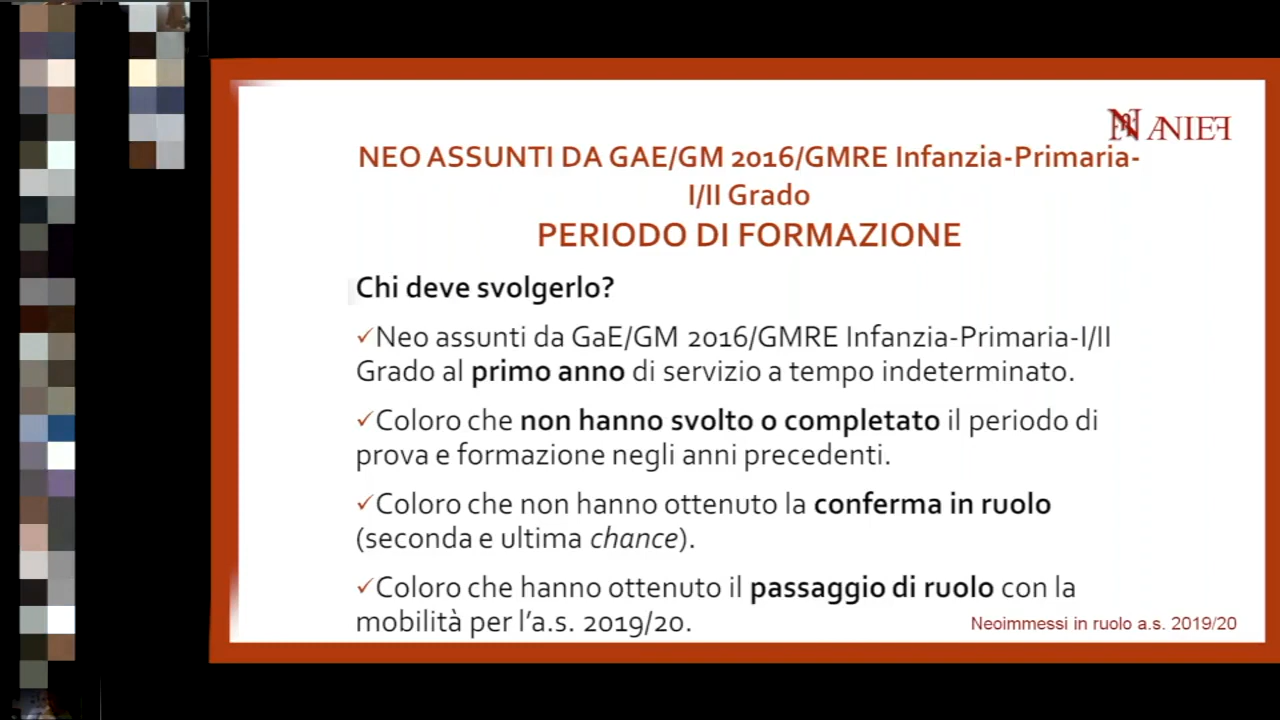 ANIEF
NEO ASSUNTI DA GAE/GM 2016/GMRE Infanzia-Primaria-
I/II Grado
PERIODO DI FORMAZIONE
Chi deve svolgerlo?
✓Neo assunti da GaE/GM 2016/GMRE Infanzia-Primaria-I/II
Grado al primo anno di servizio a tempo indeterminato.
✓Coloro che non hanno svolto o completato il periodo di
prova e formazione negli anni precedenti.
✓Coloro che non hanno ottenuto la conferma in ruolo
(seconda e ultima chance).
✓Coloro che hanno ottenuto il passaggio di ruolo con la
mobilità per l’a.s. 2019/20.
Neoimmessi in ruolo a.s. 2019/20